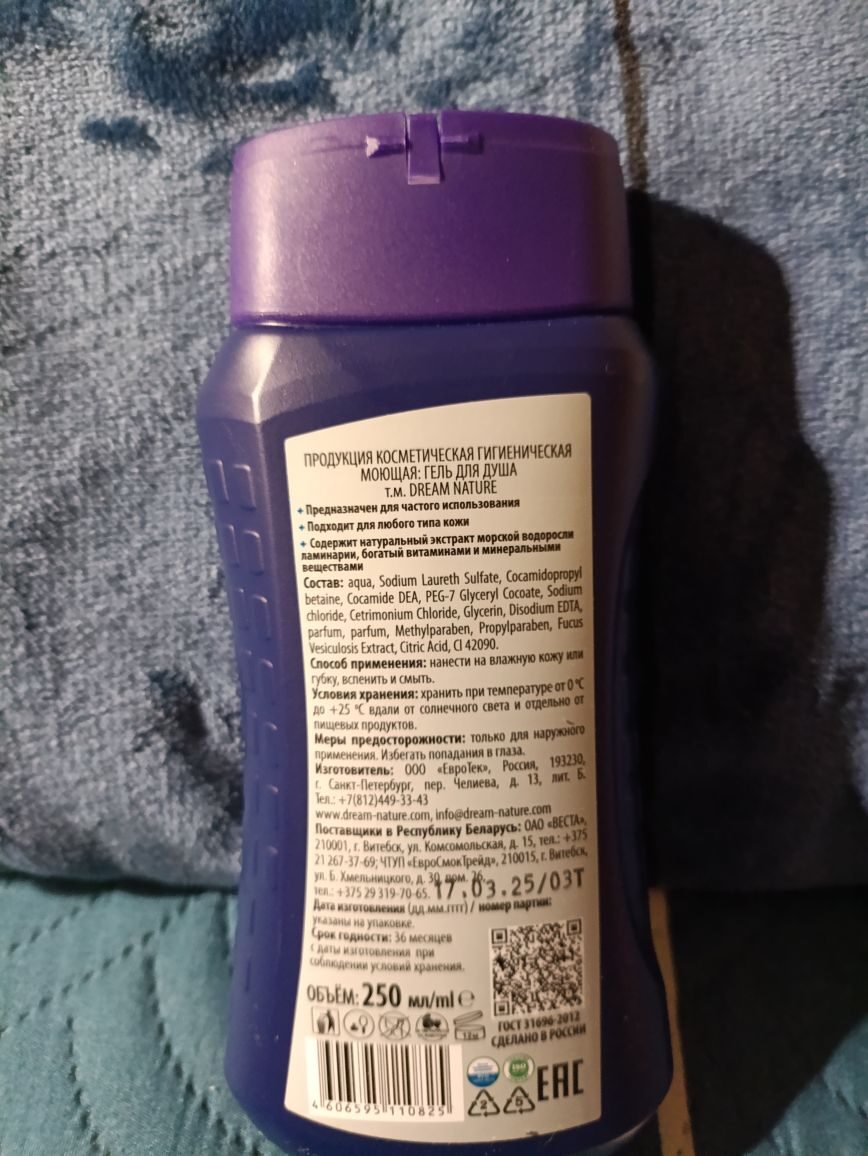 ПРОДУКЦИЯ КОСМЕТИЧЕСКАЯ ГИГИЕНИЧЕСКАЯ
МОЮЩАЯ: ГЕЛЬ ДЛЯ ДУША
т.м. DREAM NATURE
+ Предназначен для частого использования
+ Подходит для любого типа кожи
+ Содержит натуральный экстракт морской водоросли
ламинарии, богатый витаминами и минеральными
веществами
Состав: aqua, Sodium Laureth Sulfate, Cocamidopropyl
betaine, Cocamide DEA, PEG-7 Glyceryl Cocoate, Sodium
chloride, Cetrimonium Chloride, Glycerin, Disodium EDTA,
parfum, parfum, Methylparaben, Propylparaben, Fucus
Vesiculosis Extract, Citric Acid, CI 42090.
Способ применения: нанести на влажную кожу или
губку, вспенить и смыть.
Условия хранения: хранить при температуре от 0 °С
до +25 °С вдали от солнечного света и отдельно от
пищевых продуктов.
Меры предосторожности: только для наружного
применения. Избегать попадания в глаза.
Изготовитель: ООО «ЕвроТек», Россия, 193230,
г. Санкт-Петербург, пер. Челиева, д. 13, лит. Б.
Тел.: +7(812)449-33-43
www.dream-nature.com, info@dream-nature.com
Поставщики в Республику Беларусь: ОАО «ВЕСТА»,
210001, г. Витебск, ул. Комсомольская, д. 15, тел.: +375
21 267-37-69; ЧТУП «ЕвроСмокТрейд», 210015, г. Витебск,
ул. Б. Хмельницкого, д. 30, пом. 26,
тел.: +375 29 319-70-65.
17.03.25/03T
Дата изготовления (дд.мм.гггг) / номер партии:
указаны на упаковке.
Срок годности: 36 месяцев
с даты изготовления при
соблюдении условий хранения.
ОБЪЁМ: 250 мл/ml e
12м
ГОСТ 31696-2012
СДЕЛАНО В РОССИИ
4 606595 110825
ISO
EAC
2 5